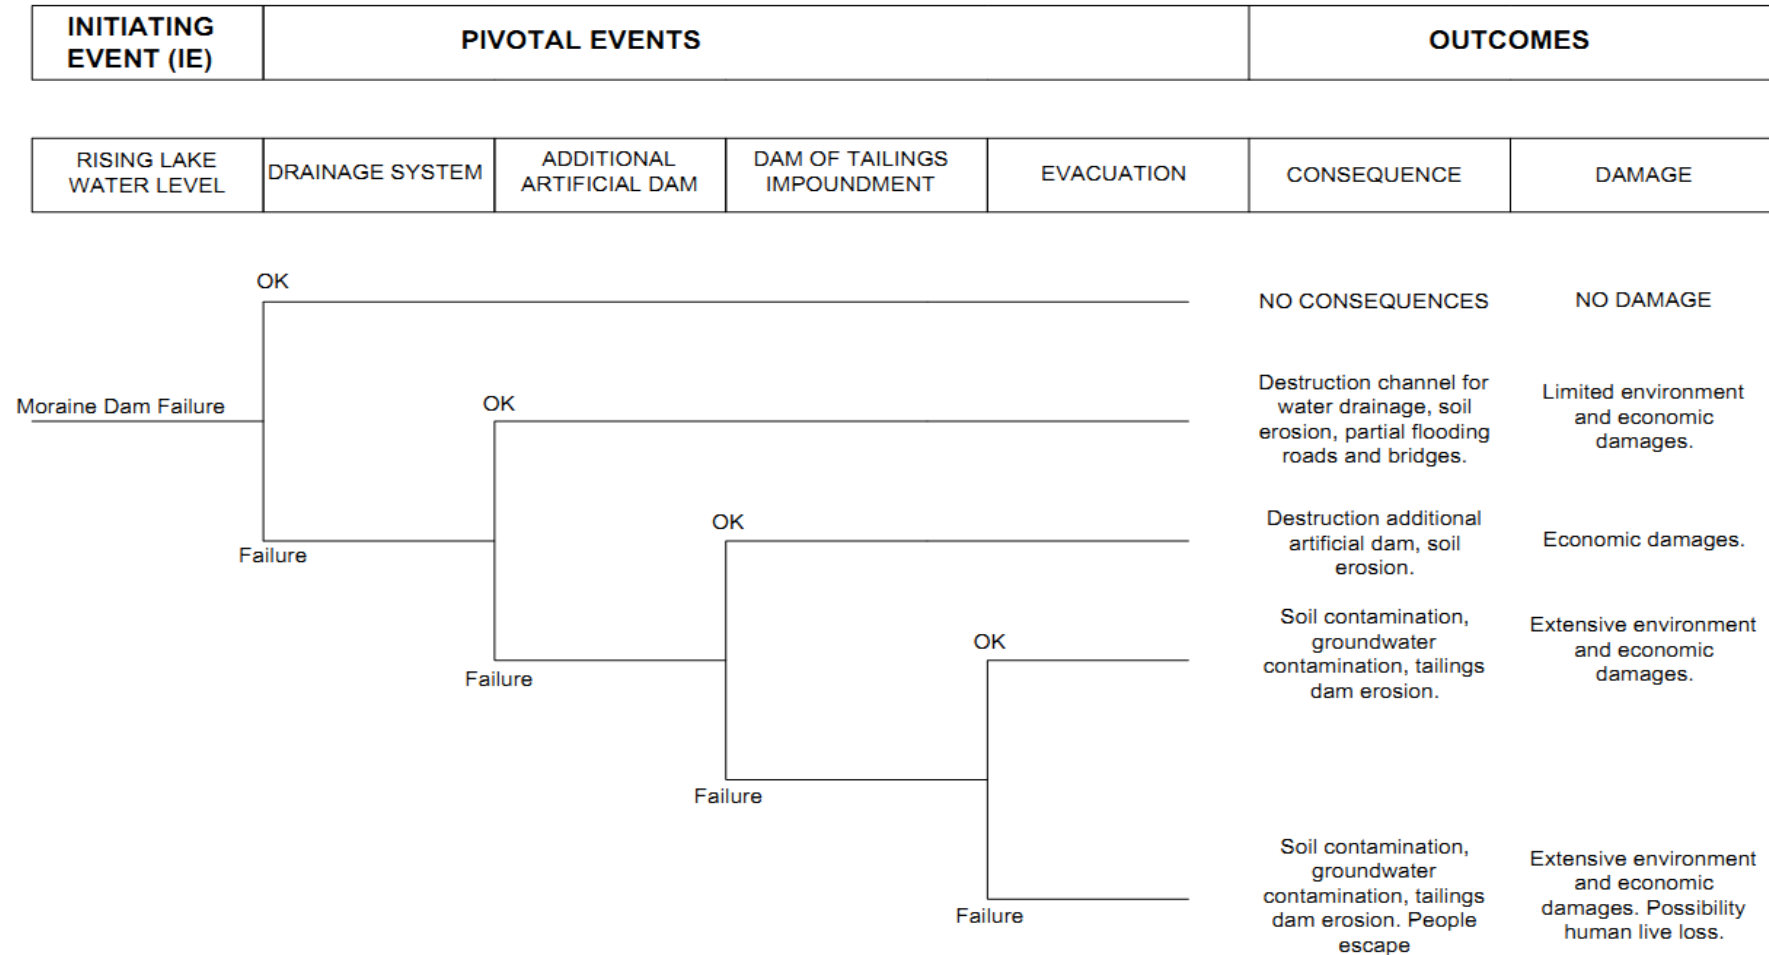 INITIATING
EVENT (IE)
PIVOTAL EVENTS
OUTCOMES
RISING LAKE
WATER LEVEL
DRAINAGE SYSTEM
ADDITIONAL
ARTIFICIAL DAM
DAM OF TAILINGS
IMPOUNDMENT
EVACUATION
CONSEQUENCE
DAMAGE
OK
NO CONSEQUENCES
NO DAMAGE
Moraine Dam Failure
OK
Destruction channel for
water drainage, soil
erosion, partial flooding
roads and bridges.
Limited environment
and economic
damages.
Failure
OK
Destruction additional
artificial dam, soil
erosion.
Economic damages.
Failure
OK
Soil contamination,
groundwater
contamination, tailings
dam erosion.
Extensive environment
and economic
damages.
Failure
Failure
Soil contamination,
groundwater
contamination, tailings
dam erosion. People
escape
Extensive environment
and economic
damages. Possibility
human live loss.